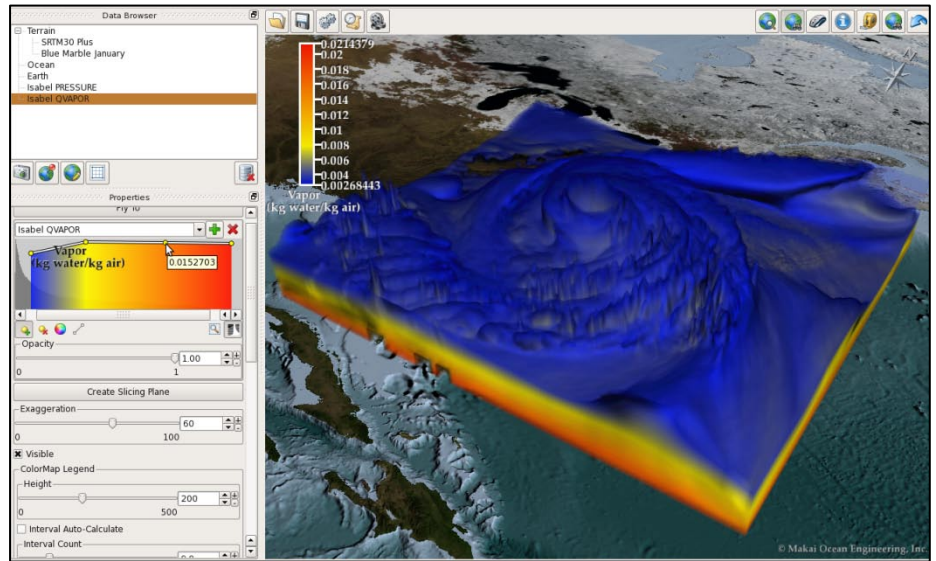 Data Browser
Terrain
SRTM30 Plus
Blue Marble January
Ocean
Earth
Isabel PRESSURE
Isabel QVAPOR
Properties
Fly To
Isabel QVAPOR
Vapor
(kg water/kg air)
0.0152703
Opacity
1.00
0 1
Create Slicing Plane
Exaggeration
60
0 100
Visible
ColorMap Legend
Height
200
0 500
Interval Auto-Calculate
Interval Count
0.0214379
0.02
0.018
0.016
0.014
0.012
0.01
0.008
0.006
0.004
0.00268443
Vapor
(kg water/kg air)
© Makai Ocean Engineering, Inc.